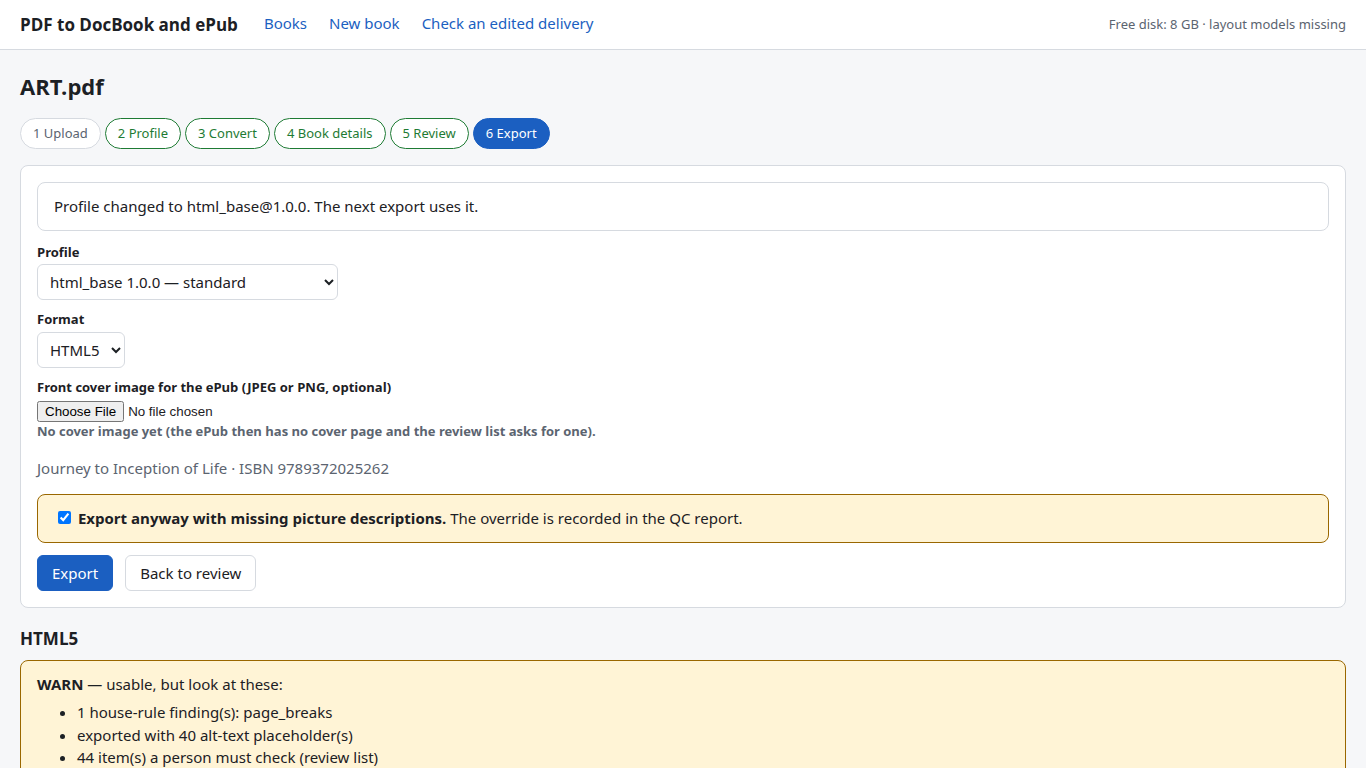 PDF to DocBook and ePub Books New book Check an edited delivery Free disk: 8 GB · layout models missing
ART.pdf
1 Upload 2 Profile 3 Convert 4 Book details 5 Review 6 Export
Profile changed to html_base@1.0.0. The next export uses it.
Profile
html_base 1.0.0 — standard
Format
HTML5
Front cover image for the ePub (JPEG or PNG, optional)
Choose File No file chosen
No cover image yet (the ePub then has no cover page and the review list asks for one).
Journey to Inception of Life · ISBN 9789372025262
Export anyway with missing picture descriptions. The override is recorded in the QC report.
Export Back to review
HTML5
WARN — usable, but look at these:
• 1 house-rule finding(s): page_breaks
• exported with 40 alt-text placeholder(s)
• 44 item(s) a person must check (review list)